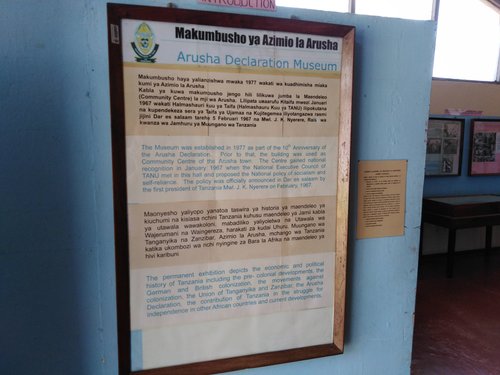 INTRODUCTION
Makumbusho ya Azimio la Arusha
Arusha Declaration Museum
Makumbusho haya yalianzishwa mwaka 1977 wakati wa kuadhimisha miaka
kumi ya Azimio la Arusha.
Kabla ya kuwa makumbusho jengo hili lilikuwa jumba la Maendeleo
(Community Centre) la mji wa Arusha. Lilipata umaarufu Kitaifa mwezi Januari
1967 wakati Halmashauri Kuu ya Taifa (Halmashauri Kuu ya TANU) ilipokutana
na kupendekeza sera ya Taifa ya Ujamaa na Kujitegemea iliyotangazwa rasmi
jijini Dar es salaam tarehe 5 Februari 1967 na Mwl. J. K. Nyerere, Rais wa
kwanza wa Jamhuri ya Muungano wa Tanzania
The Museum was established in 1977 as part of the 10th Anniversary of
the Arusha Declaration. Prior to that, the building was used as
Community Centre of the Arusha town. The Centre gained national
recognition in January 1967 when the National Executive Council of
TANU met in this hall and proposed the National policy of socialism and
self-reliance. The policy was officially announced in Dar es salaam by
the first president of Tanzania Mwl. J. K. Nyerere on February, 1967.
Maonyesho yaliyopo yanatoa taswira ya historia ya maendeleo ya
kiuchumi na kisiasa nchini Tanzania kuhusu maendeleo ya Jamii kabla
ya utawala wawakoloni, mabadiliko yaliyoletwa na Utawala wa
Wajerumani na Waingereza, harakati za kudai Uhuru, Muungano wa
Tanganyika na Zanzibar, Azimio la Arusha, mchango wa Tanzania
katika ukombozi wa nchi nyingine za Bara la Afrika na maendeleo ya
hivi karibuni
The permanent exhibition depicts the economic and political
history of Tanzania including the pre- colonial developments, the
German and British colonization, the movements against
colonization, the Union of Tanganyika and Zanzibar, the Arusha
Declaration, the contribution of Tanzania in the struggle for
independence in other African countries and current developments.